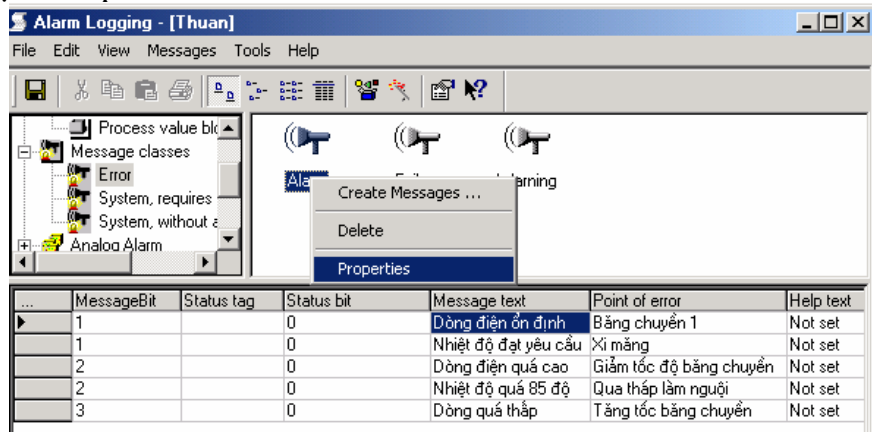 Alarm Logging - [Thuan]
File Edit View Messages Tools Help
Process value blo
Message classes
Error
System, requires
System, without a
Analog Alarm
Ala
arning
Create Messages ...
Delete
Properties
... MessageBit Status tag Status bit Message text Point of error Help text
1 0 Dòng điện ổn định Băng chuyền 1 Not set
1 0 Nhiệt độ đạt yêu cầu Xi măng Not set
2 0 Dòng điện quá cao Giảm tốc độ băng chuyền Not set
2 0 Nhiệt độ quá 85 độ Qua tháp làm nguội Not set
3 0 Dòng quá thấp Tăng tốc băng chuyền Not set